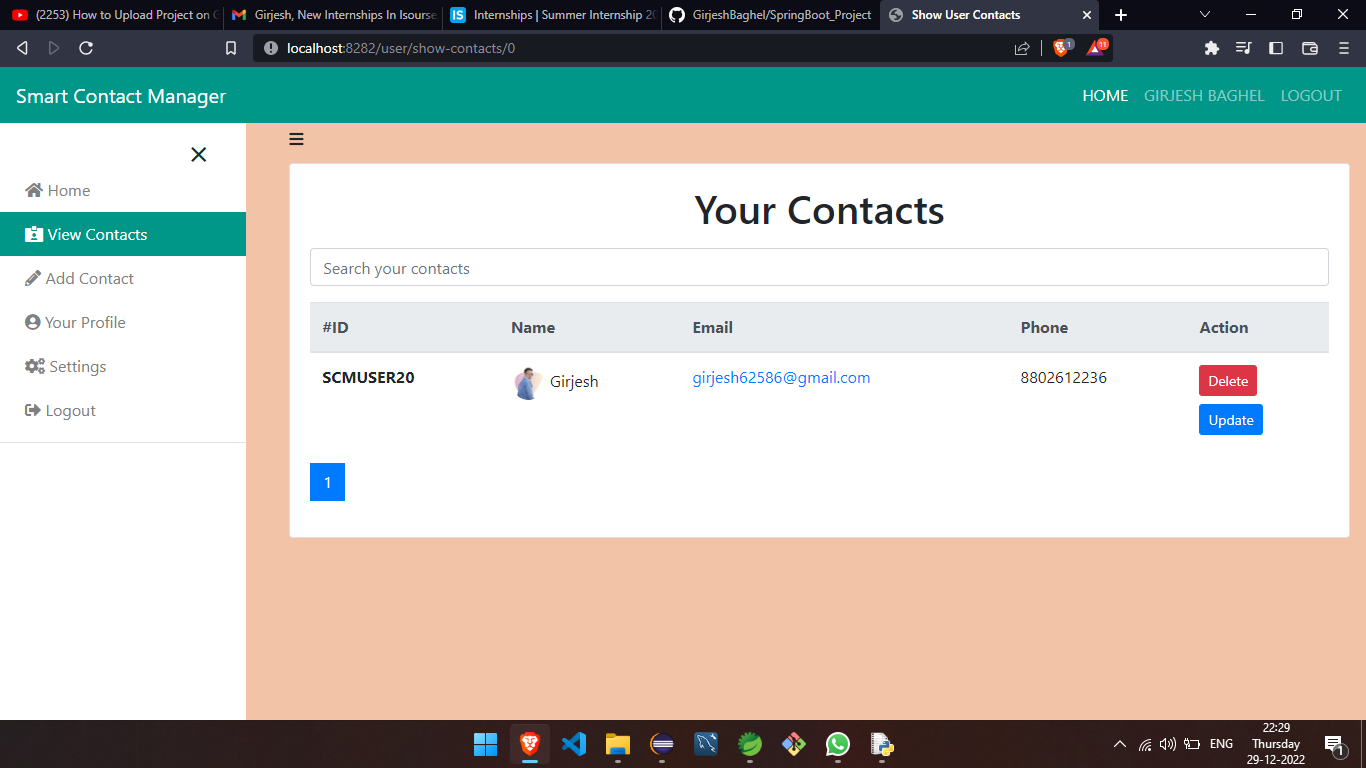 (2253) How to Upload Project on G
Girjesh, New Internships In Isourse
IS
Internships | Summer Internship 20
GirjeshBaghel/SpringBoot_Project
Show User Contacts
localhost:8282/user/show-contacts/0
1
11
Smart Contact Manager
HOME
GIRJESH BAGHEL
LOGOUT
Home
View Contacts
Add Contact
Your Profile
Settings
Logout
Your Contacts
Search your contacts
#ID Name Email Phone Action
SCMUSER20 Girjesh girjesh62586@gmail.com 8802612236 Delete
Update
1
ENG
22:29
Thursday
29-12-2022
1